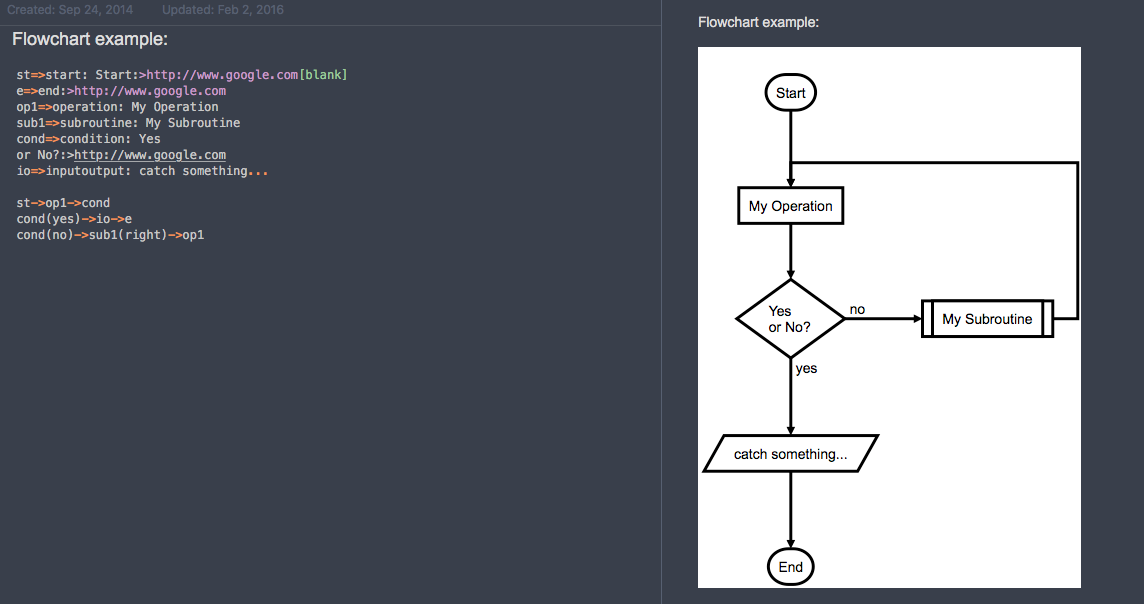 Created: Sep 24, 2014 Updated: Feb 2, 2016
Flowchart example:
st=>start: Start:>http://www.google.com[blank]
e=>end:>http://www.google.com
op1=>operation: My Operation
sub1=>subroutine: My Subroutine
cond=>condition: Yes
or No?:>http://www.google.com
io=>inputoutput: catch something...
st->op1->cond
cond(yes)->io->e
cond(no)->sub1(right)->op1
Flowchart example:
Start
My Operation
Yes
or No?
no
My Subroutine
yes
catch something...
End